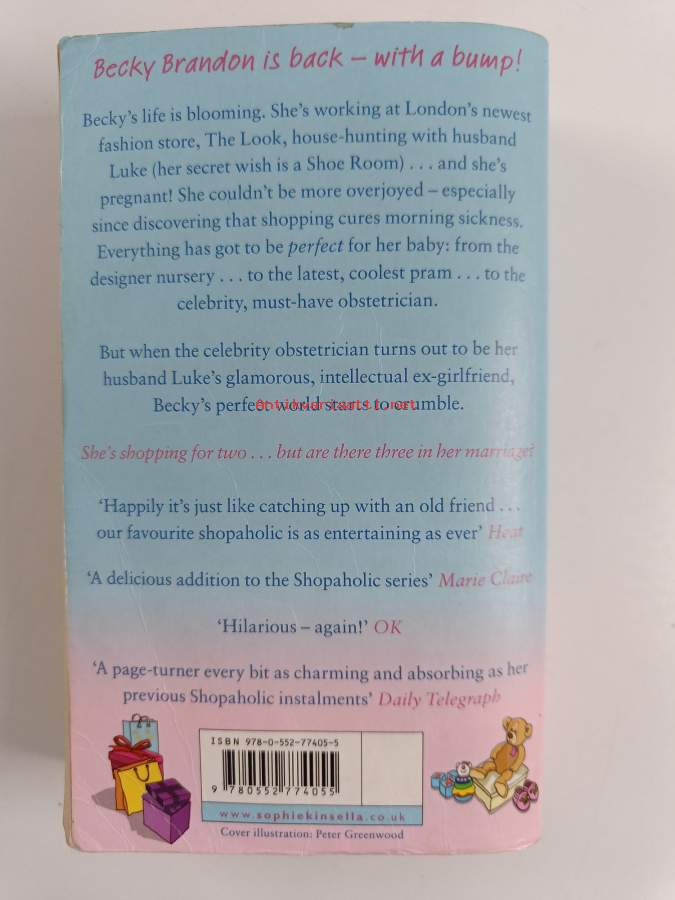 Becky Brandon is back – with a bump!
Becky's life is blooming. She's working at London's newest
fashion store, The Look, house-hunting with husband
Luke (her secret wish is a Shoe Room) . . . and she's
pregnant! She couldn't be more overjoyed – especially
since discovering that shopping cures morning sickness.
Everything has got to be perfect for her baby: from the
designer nursery . . . to the latest, coolest pram . . . to the
celebrity, must-have obstetrician.
But when the celebrity obstetrician turns out to be her
husband Luke's glamorous, intellectual ex-girlfriend,
Becky's perfect world starts to crumble.
Antikvariaatti.net
She's shopping for two . . . but are there three in her marriage?
'Happily it's just like catching up with an old friend . . .
our favourite shopaholic is as entertaining as ever' Heat
'A delicious addition to the Shopaholic series' Marie Claire
'Hilarious – again!' OK
'A page-turner every bit as charming and absorbing as her
previous Shopaholic instalments' Daily Telegraph
ISBN 978-0-552-77405-5
9 780552 774055
www.sophiekinsella.co.uk
Cover illustration: Peter Greenwood